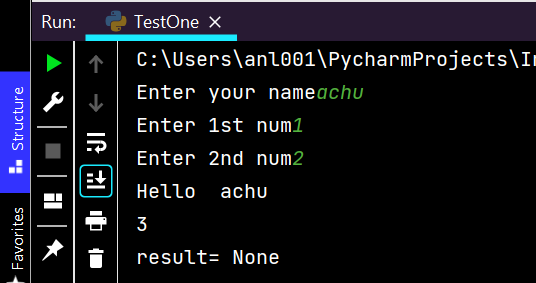 Run: TestOne ×
C:\Users\anl001\PycharmProjects\
Enter your nameachu
Enter 1st num1
Enter 2nd num2
Hello  achu
3
result= None
Structure
Favorites